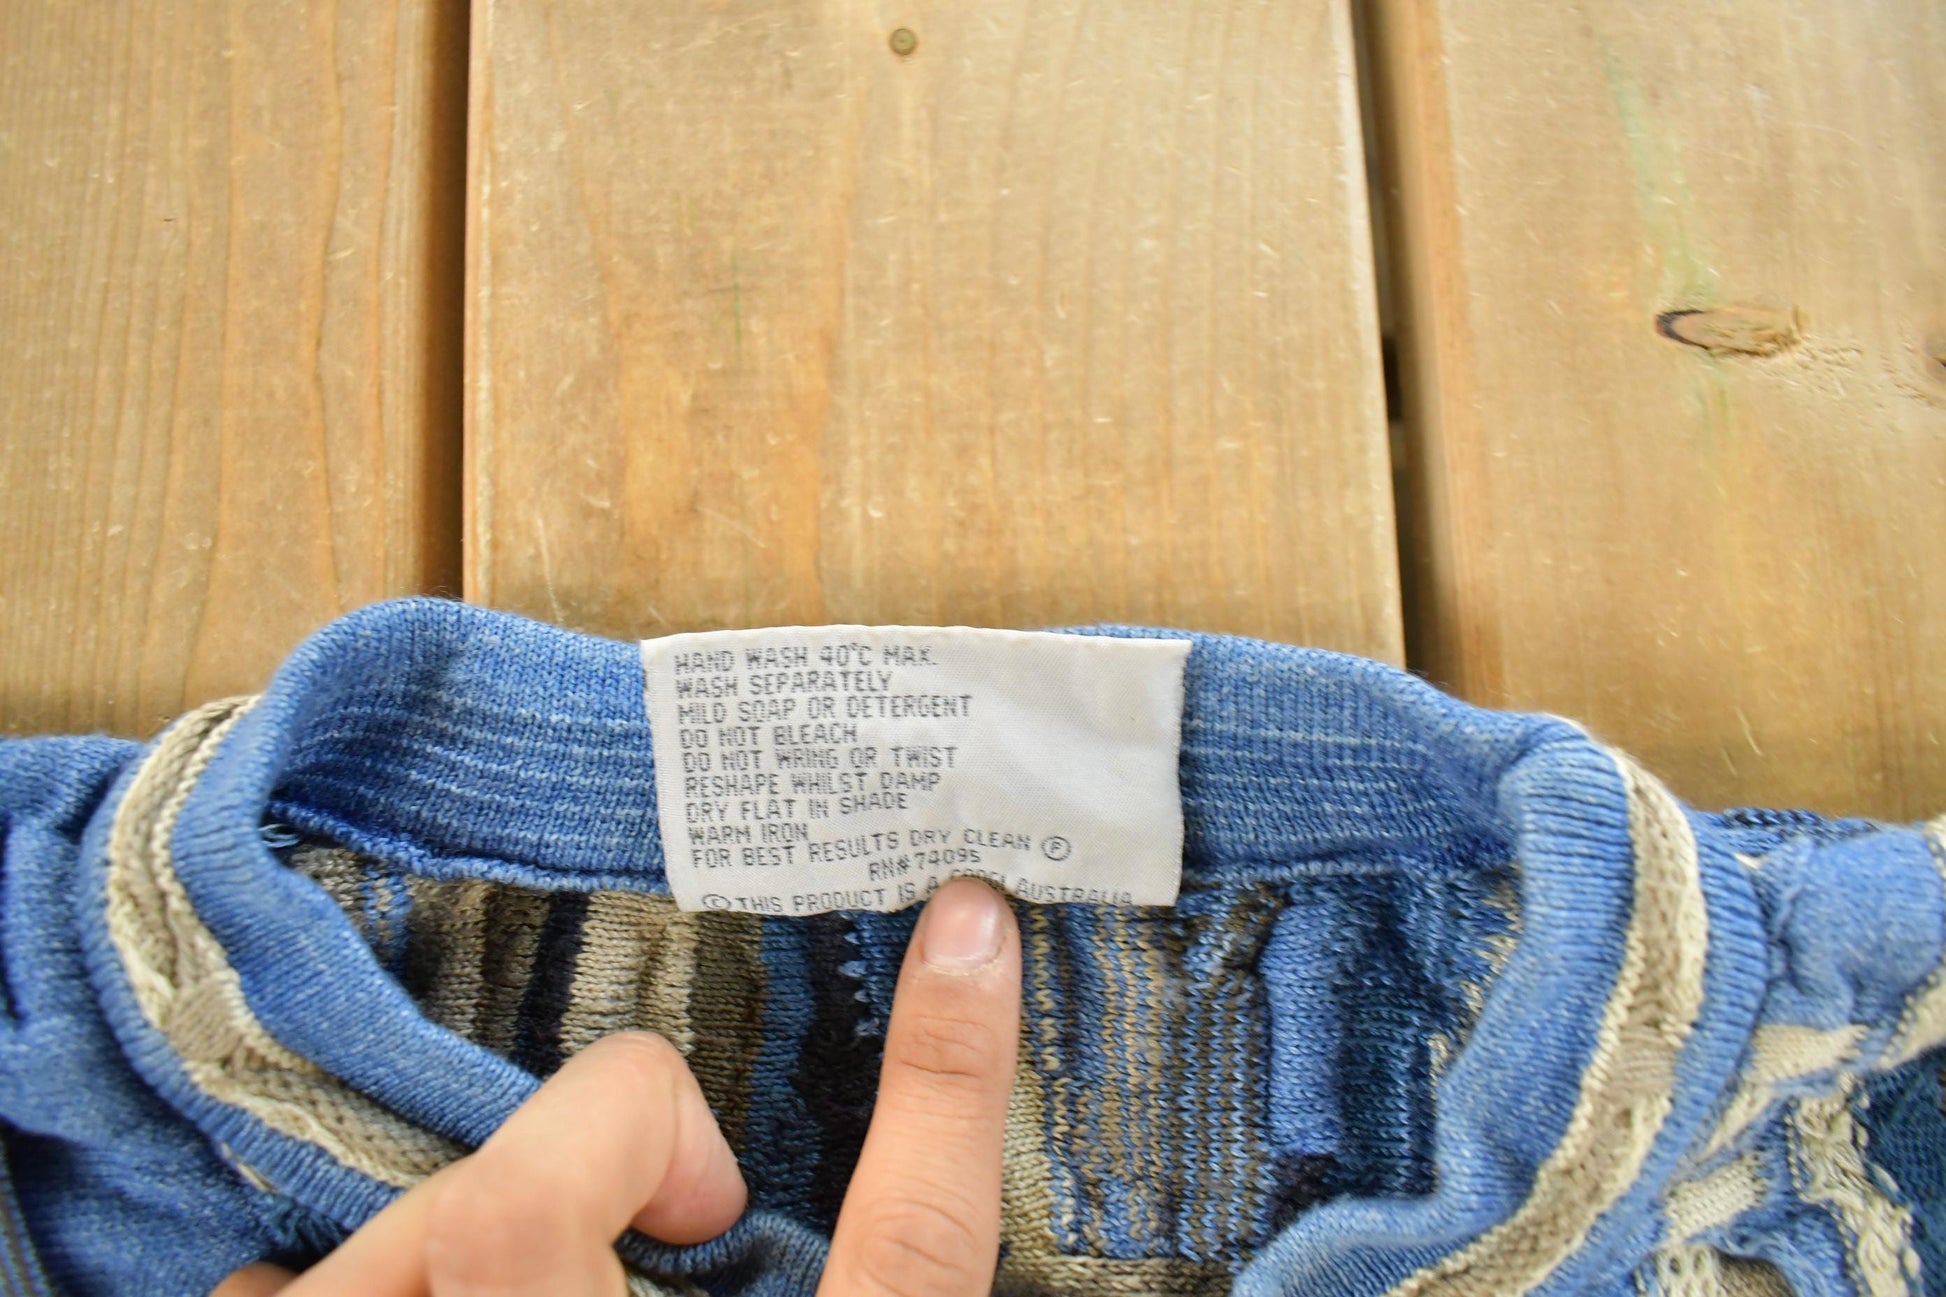 HAND WASH 40°C MAX.
WASH SEPARATELY
MILD SOAP OR DETERGENT
DO NOT BLEACH
DO NOT WRING OR TWIST
RESHAPE WHILST DAMP
DRY FLAT IN SHADE
WARM IRON
FOR BEST RESULTS DRY CLEAN Ⓟ
RN#74095
© THIS PRODUCT IS A AUSTRALIA